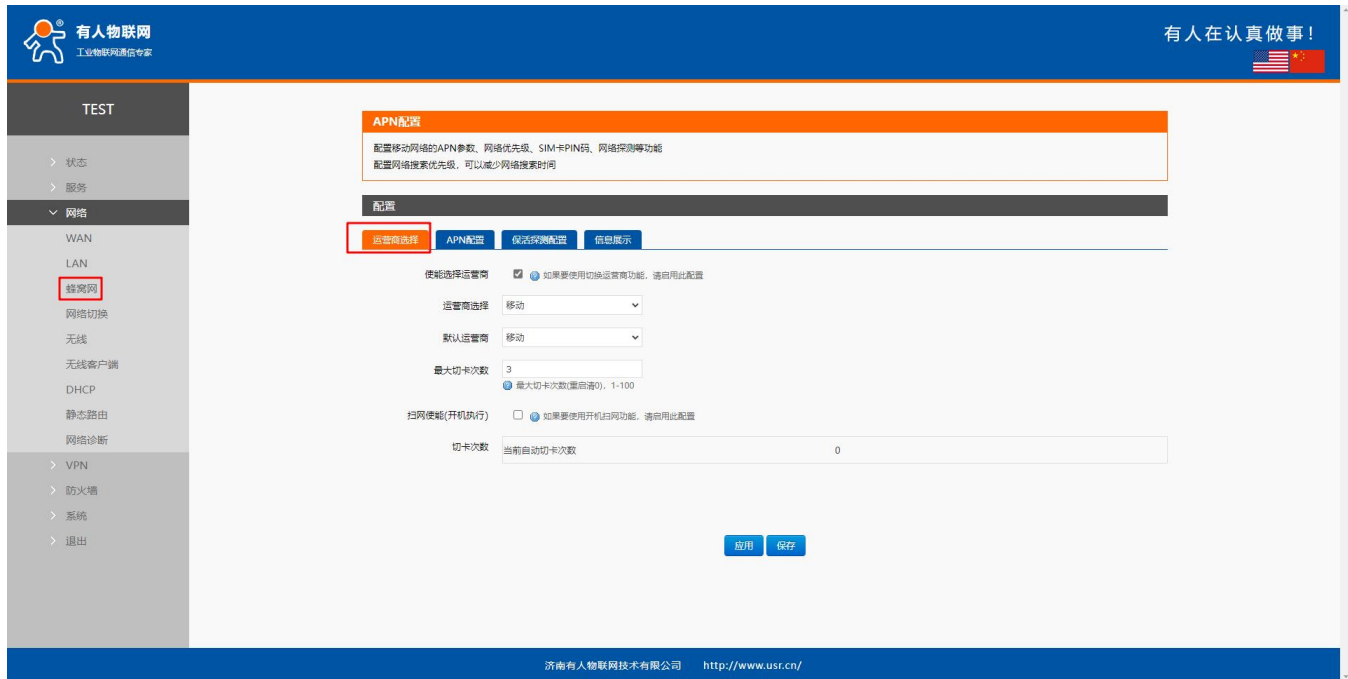 有人物联网
®
工业物联网通信专家
有人在认真做事!
TEST
状态
服务
网络
WAN
LAN
蜂窝网
网络切换
无线
无线客户端
DHCP
静态路由
网络诊断
VPN
防火墙
系统
退出
APN配置
配置移动网络的APN参数、网络优先级、SIM卡PIN码、网络探测等功能
配置网络搜索优先级，可以减少网络搜索时间
配置
运营商选择 APN配置 保活探测配置 信息展示
使能选择运营商 如果要使用切换运营商功能，请启用此配置
运营商选择 移动
默认运营商 移动
最大切卡次数 3
最大切卡次数(重启清0)，1-100
扫网使能(开机执行) 如果要使用开机扫网功能，请启用此配置
切卡次数 当前自动切卡次数 0
应用 保存
济南有人物联网技术有限公司 http://www.usr.cn/